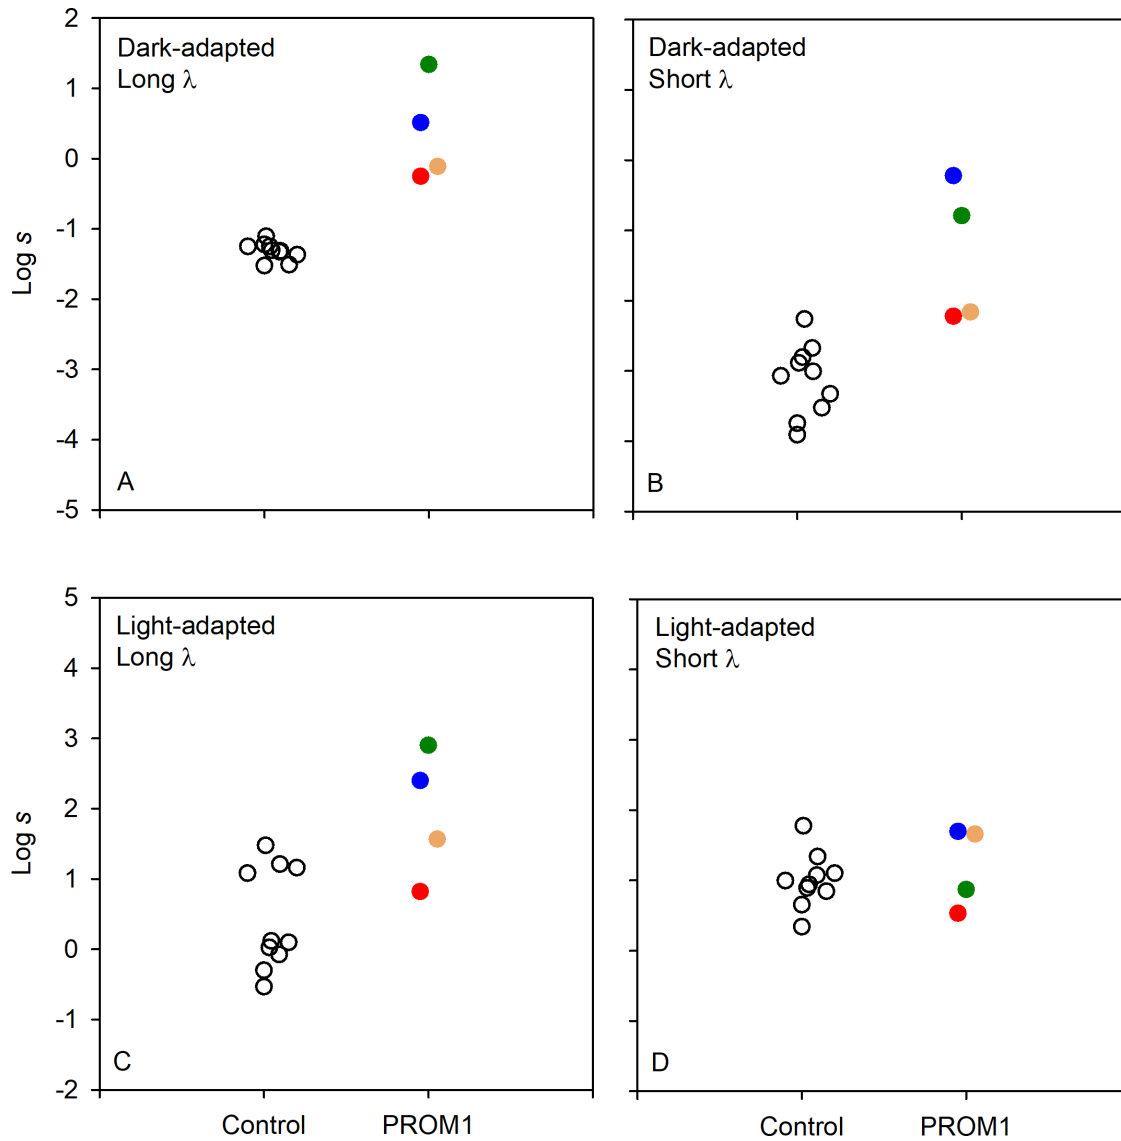 2
1
0
-1
-2
-3
-4
-5
Log s
Dark-adapted
Long λ
A
Dark-adapted
Short λ
B
5
4
3
2
1
0
-1
-2
Log s
Light-adapted
Long λ
C
Light-adapted
Short λ
D
Control
PROM1
Control
PROM1